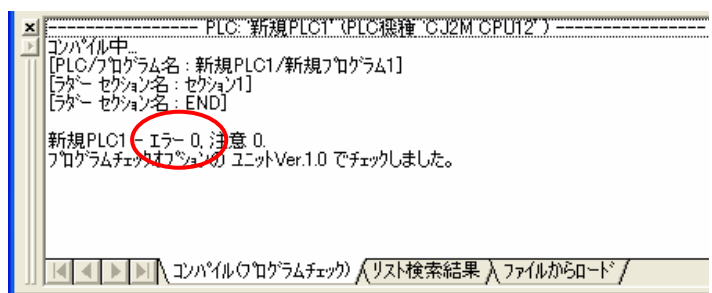 PLC: '新規PLC1' (PLC機種 'CJ2M CPU12')
コンパイル中...
[PLC/プログラム名 : 新規PLC1/新規プログラム1]
[ラダー セクション名 : セクション1]
[ラダー セクション名 : END]
新規PLC1 - エラー 0, 注意 0.
プログラムチェックオプションの ユニットVer.1.0 でチェックしました。
コンパイル(プログラムチェック) リスト検索結果 ファイルからロード